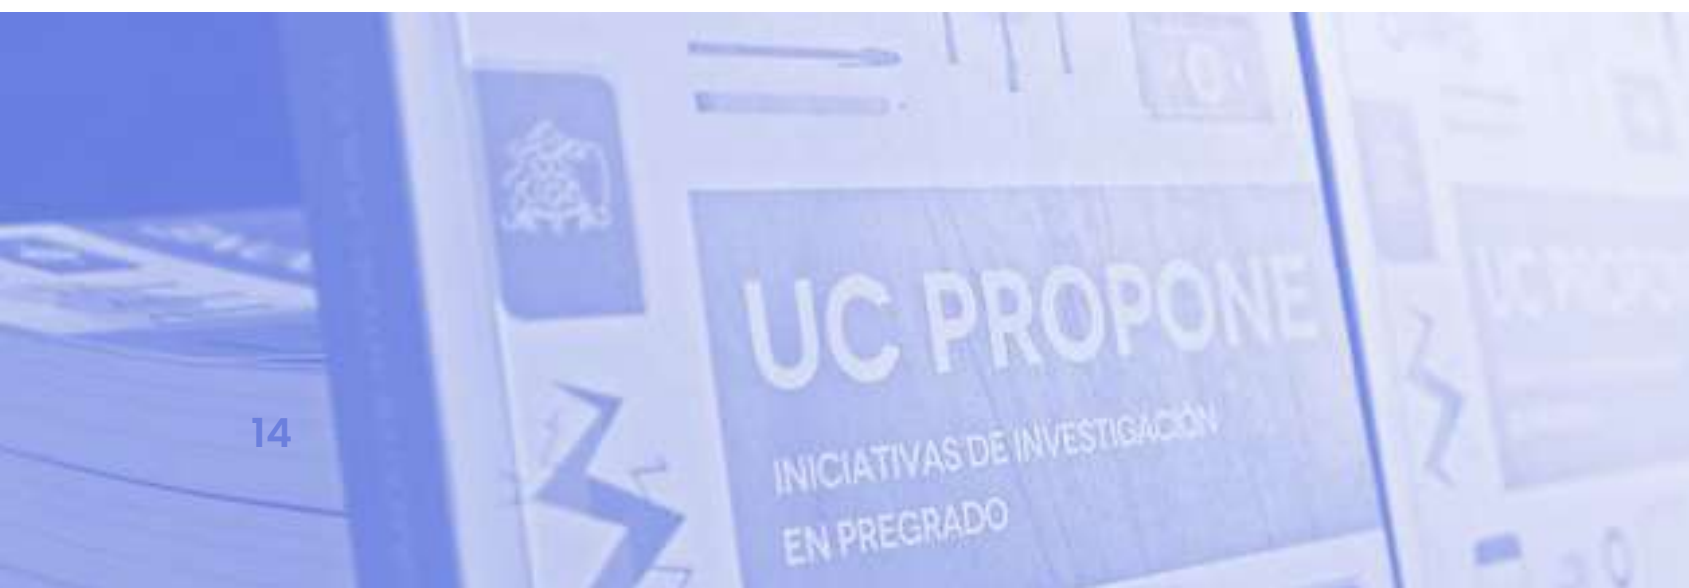 UC PROPONE
INICIATIVAS DE INVESTIGACIÓN
EN PREGRADO
14